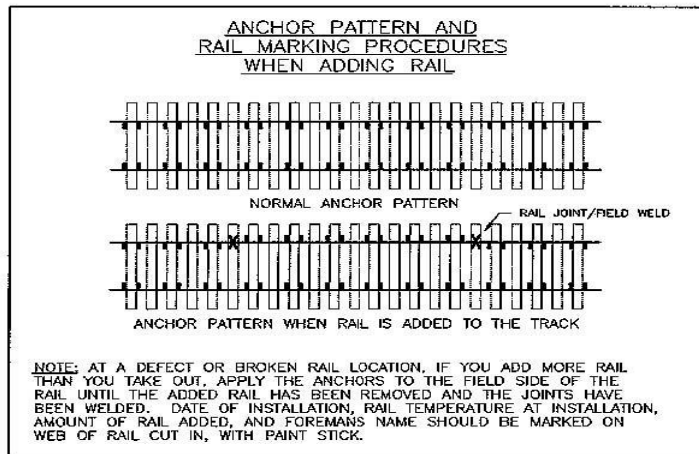 ANCHOR PATTERN AND
RAIL MARKING PROCEDURES
WHEN ADDING RAIL
NORMAL ANCHOR PATTERN
RAIL JOINT/FIELD WELD
ANCHOR PATTERN WHEN RAIL IS ADDED TO THE TRACK
NOTE: AT A DEFECT OR BROKEN RAIL LOCATION, IF YOU ADD MORE RAIL
THAN YOU TAKE OUT, APPLY THE ANCHORS TO THE FIELD SIDE OF THE
RAIL UNTIL THE ADDED RAIL HAS BEEN REMOVED AND THE JOINTS HAVE
BEEN WELDED. DATE OF INSTALLATION, RAIL TEMPERATURE AT INSTALLATION,
AMOUNT OF RAIL ADDED, AND FOREMANS NAME SHOULD BE MARKED ON
WEB OF RAIL CUT IN, WITH PAINT STICK.